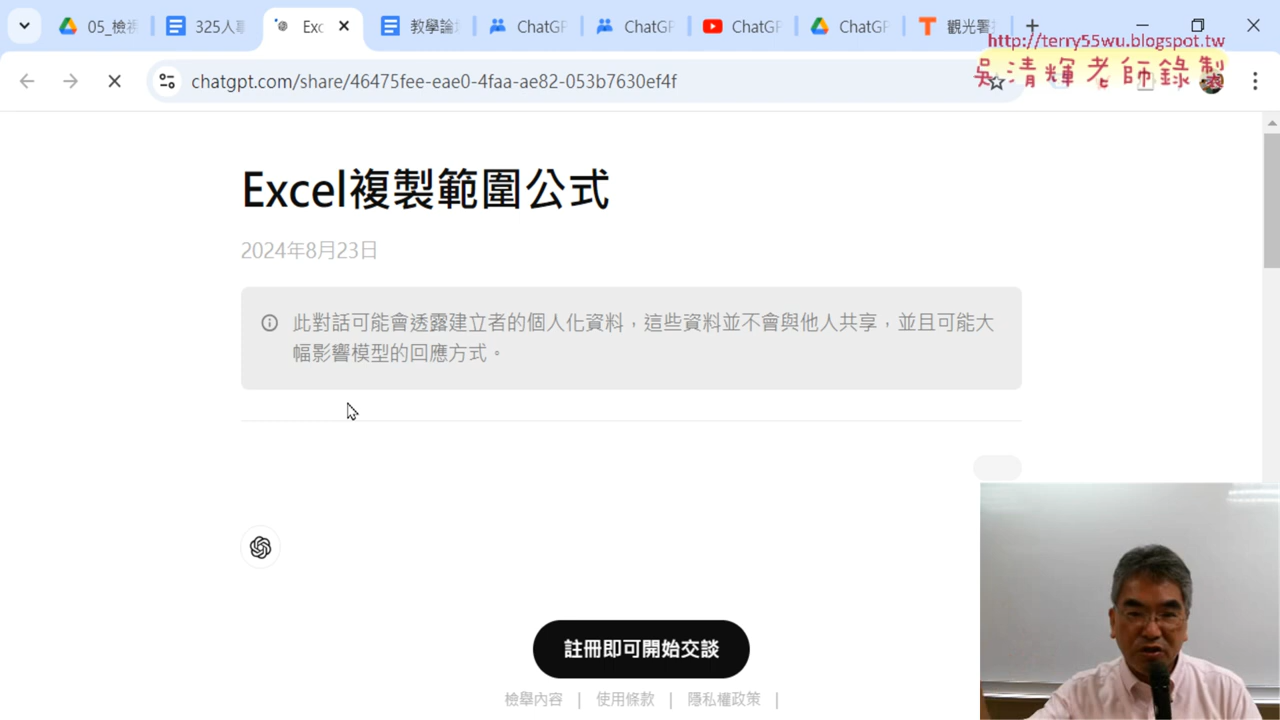 05_檢視
325人耶
Exc
教學論
ChatGP
ChatGP
ChatGP
ChatGP
觀光署
http://terry55wu.blogspot.tw
吳清輝老師錄製
chatgpt.com/share/46475fee-eae0-4faa-ae82-053b7630ef4f
Excel複製範圍公式
2024年8月23日
此對話可能會透露建立者的個人化資料，這些資料並不會與他人共享，並且可能大
幅影響模型的回應方式。
註冊即可開始交談
檢舉內容 | 使用條款 | 隱私權政策 |